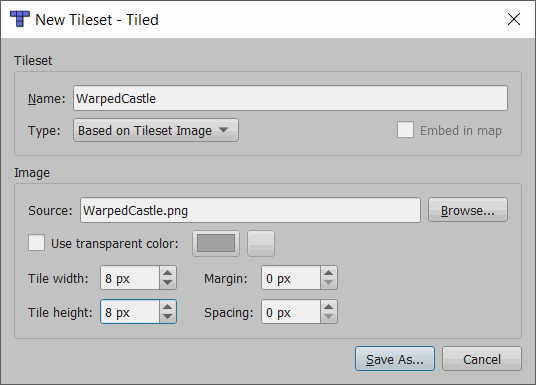 New Tileset - Tiled
Tileset
Name: WarpedCastle
Type: Based on Tileset Image Embed in map
Image
Source: WarpedCastle.png Browse...
Use transparent color:
Tile width: 8 px Margin: 0 px
Tile height: 8 px Spacing: 0 px
Save As... Cancel